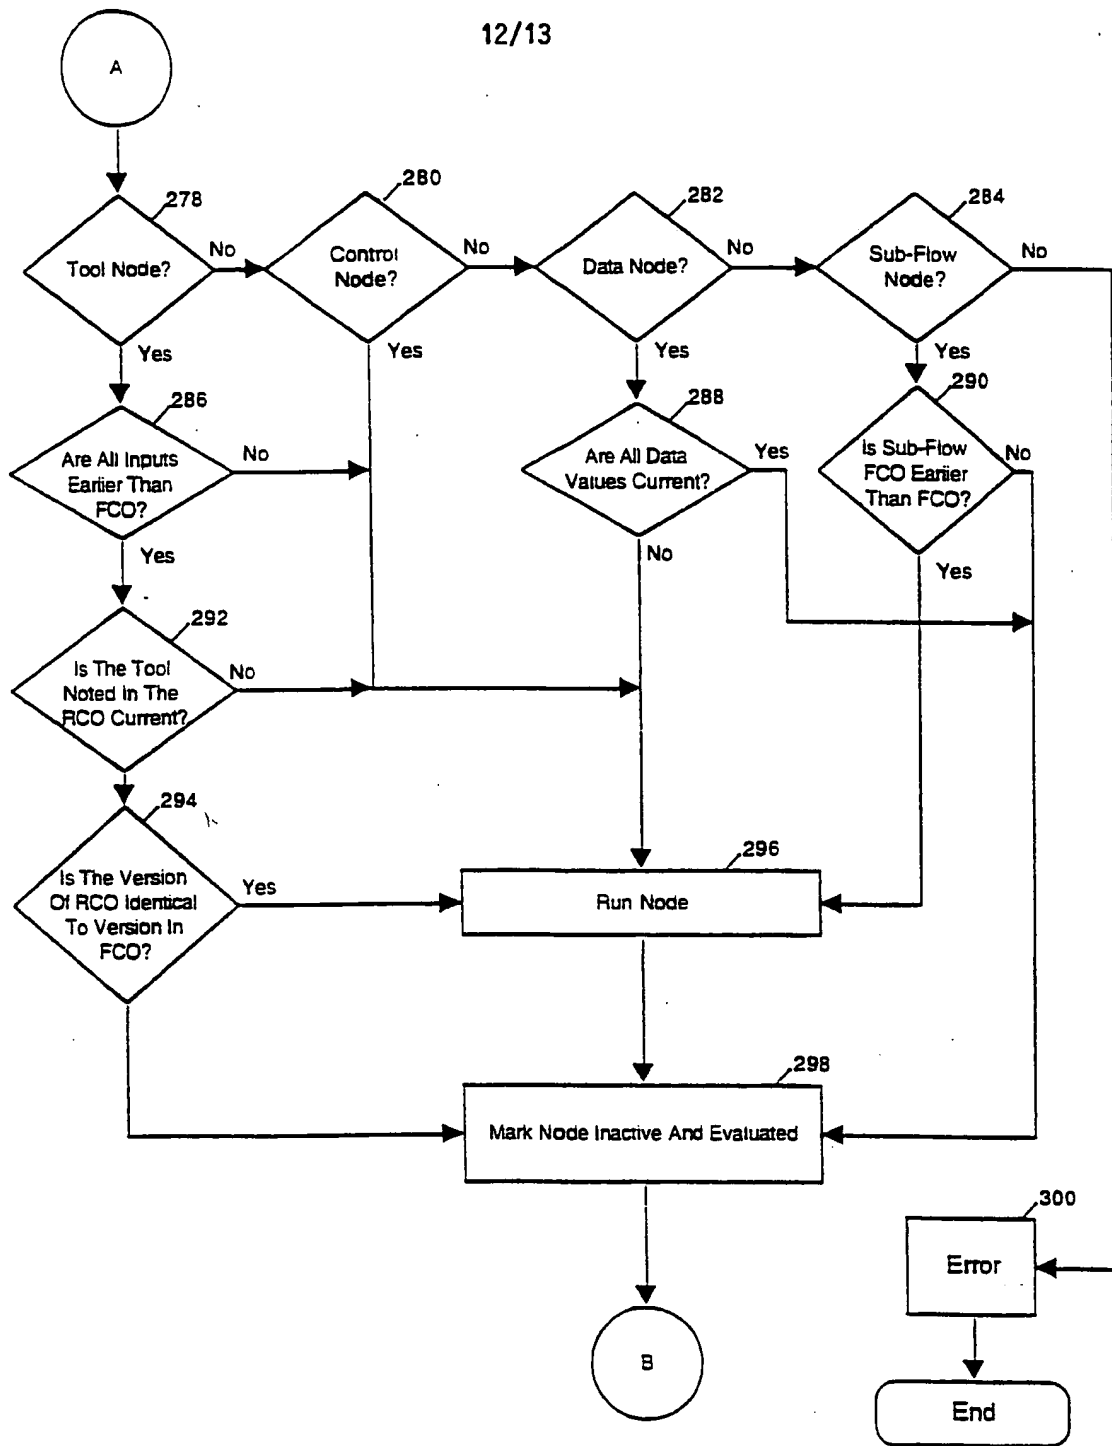 12/13
A
278
280
282
284
Tool Node?
No
Control
Node?
No
Data Node?
No
Sub-Flow
Node?
No
Yes
Yes
Yes
Yes
286
288
290
Are All Inputs
Earlier Than
FCO?
No
Are All Data
Values Current?
Yes
Is Sub-Flow
FCO Earlier
Than FCO?
No
Yes
No
Yes
292
Is The Tool
Noted In The
RCO Current?
No
294
Is The Version
Of RCO Identical
To Version In
FCO?
Yes
296
Run Node
298
Mark Node Inactive And Evaluated
300
Error
B
End